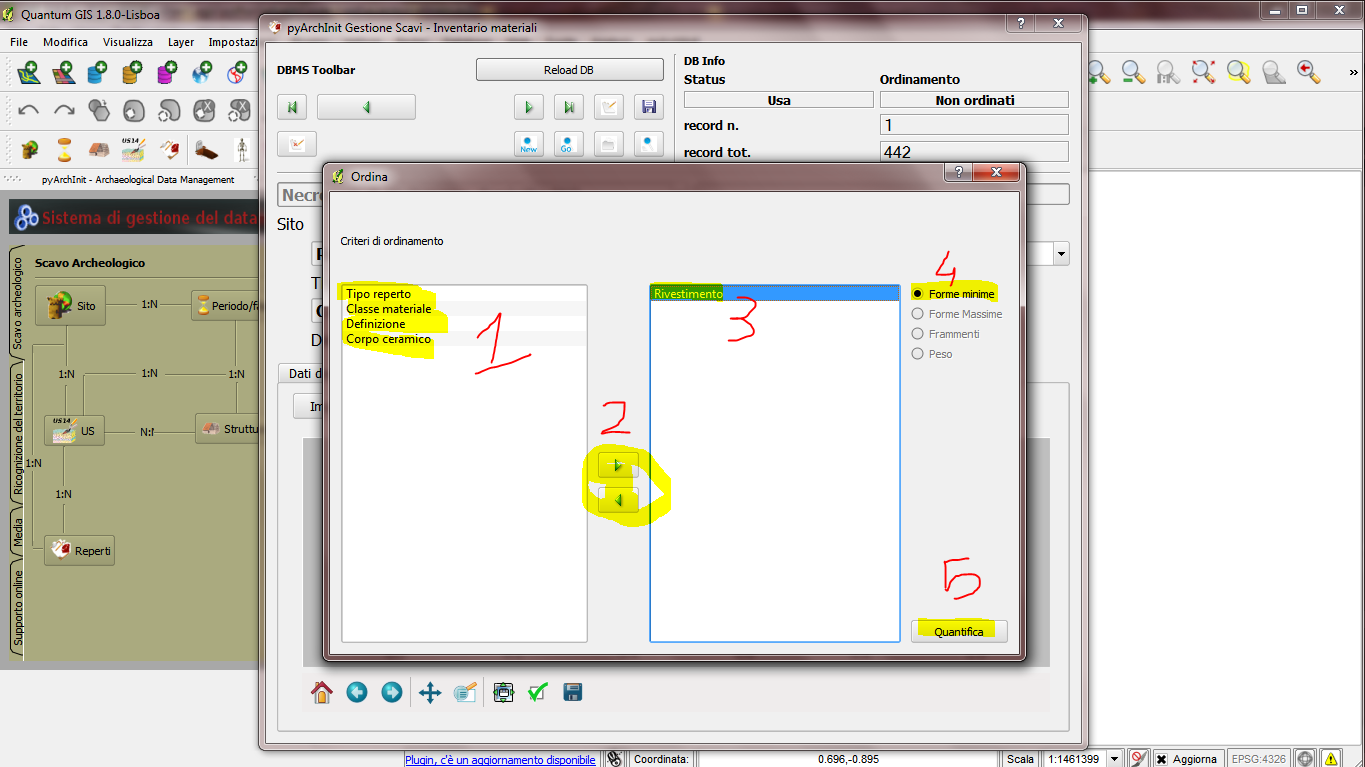 Quantum GIS 1.8.0-Lisboa
File Modifica Visualizza Layer Impostazi
pyArchInit Gestione Scavi - Inventario materiali
DBMS Toolbar
Reload DB
DB Info
Status
Ordinamento
Usa
Non ordinati
record n.
1
record tot.
442
New
Go
US14
pyArchInit - Archaeological Data Management
Sistema di gestione del data
Scavo archeologico
Ricognizione del territorio
Media
Supporto online
Scavo Archeologico
Sito
1:N
Periodo/fa
1:N
1:N
1:N
US14
US
N:
Struttu
1:N
1:N
Reperti
Necro
Sito
T
D
Dati d
Im
Ordina
Criteri di ordinamento
Tipo reperto
Classe materiale
Definizione
Corpo ceramico
1
2
Rivestimento
3
4
Forme minime
Forme Massime
Frammenti
Peso
5
Quantifica
Plugin, c'è un aggiornamento disponibile
Coordinata:
0.696,-0.895
Scala
1:1461399
Aggiorna
EPSG:4326